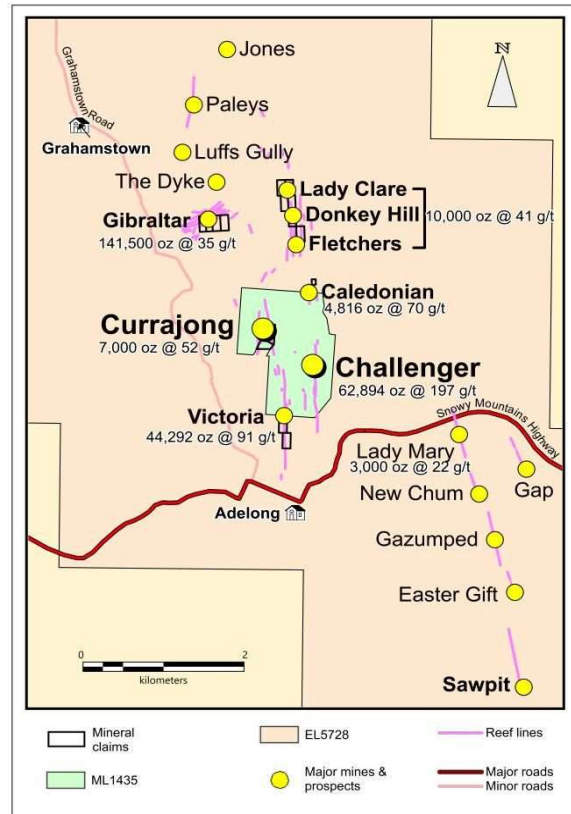 Jones
N
Grahamstown Road
Paleys
Grahamstown
Luffs Gully
The Dyke
Lady Clare
Gibraltar
Donkey Hill
10,000 oz @ 41 g/t
141,500 oz @ 35 g/t
Fletchers
Caledonian
4,816 oz @ 70 g/t
Currajong
7,000 oz @ 52 g/t
Challenger
62,894 oz @ 197 g/t
Victoria
44,292 oz @ 91 g/t
Snowy Mountains
Highway
Lady Mary
3,000 oz @ 22 g/t
Gap
New Chum
Adelong
Gazumped
Easter Gift
0 2
kilometers
Sawpit
Mineral
claims
EL5728
Reef lines
ML1435
Major mines &
prospects
Major roads
Minor roads